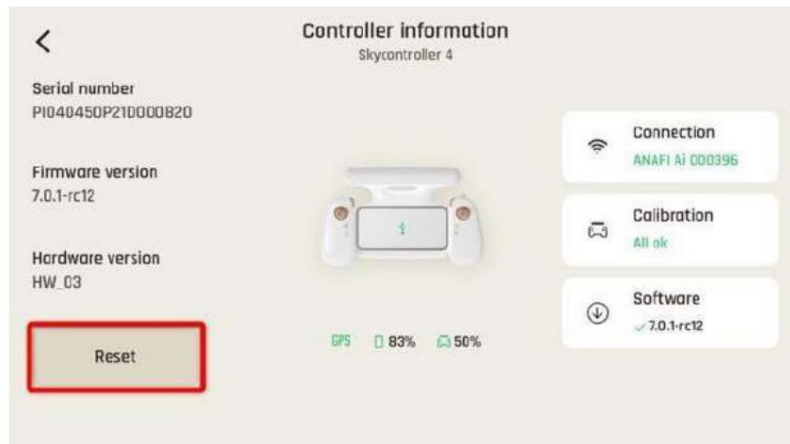 Controller information
Skycontroller 4
Serial number
PI040450P21D000820
Firmware version
7.0.1-rc12
Hardware version
HW_03
Reset
GPS 83% 50%
Connection
ANAFI Ai 000396
Calibration
All ok
Software
7.0.1-rc12